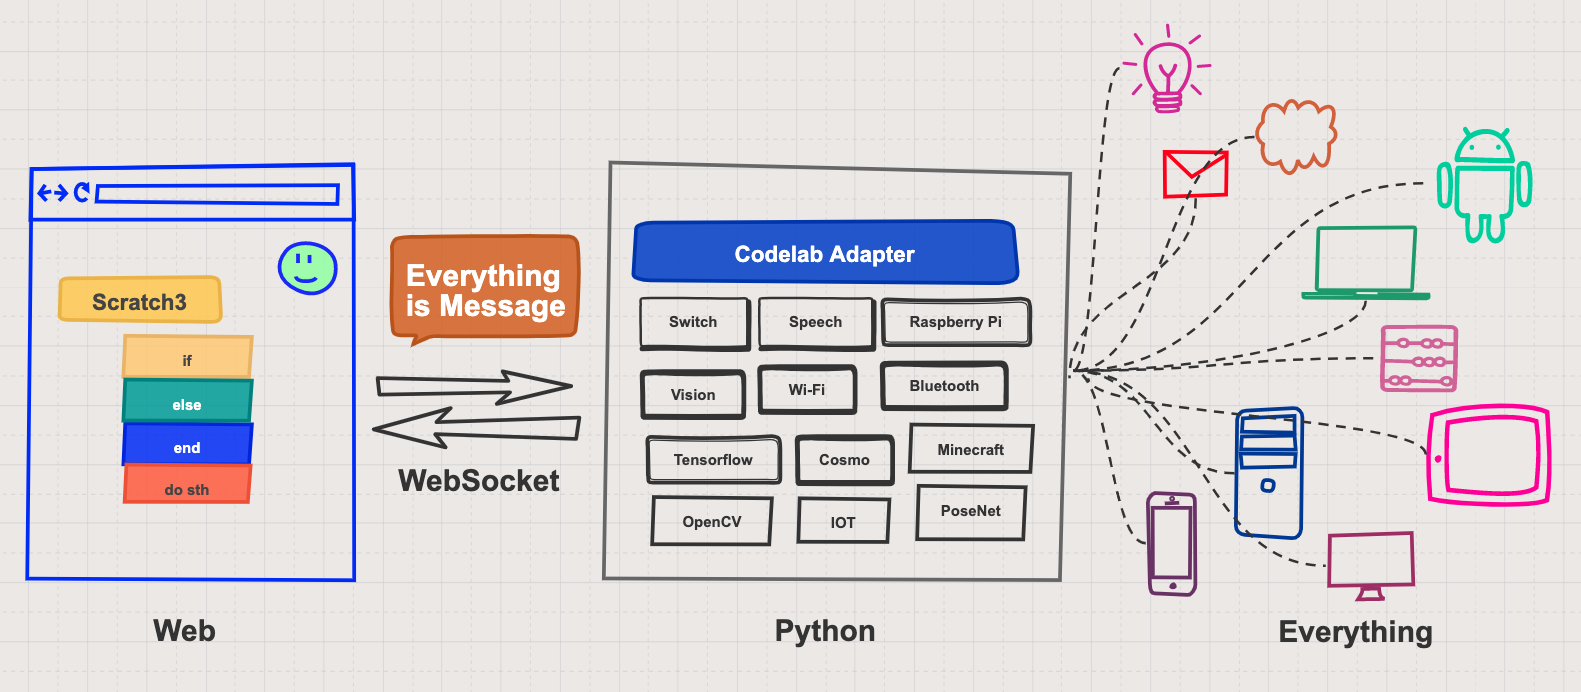 Scratch3
if
else
end
do sth
Web
Everything
is Message
WebSocket
Codelab Adapter
Switch
Speech
Raspberry Pi
Vision
Wi-Fi
Bluetooth
Tensorflow
Cosmo
Minecraft
OpenCV
IOT
PoseNet
Python
Everything